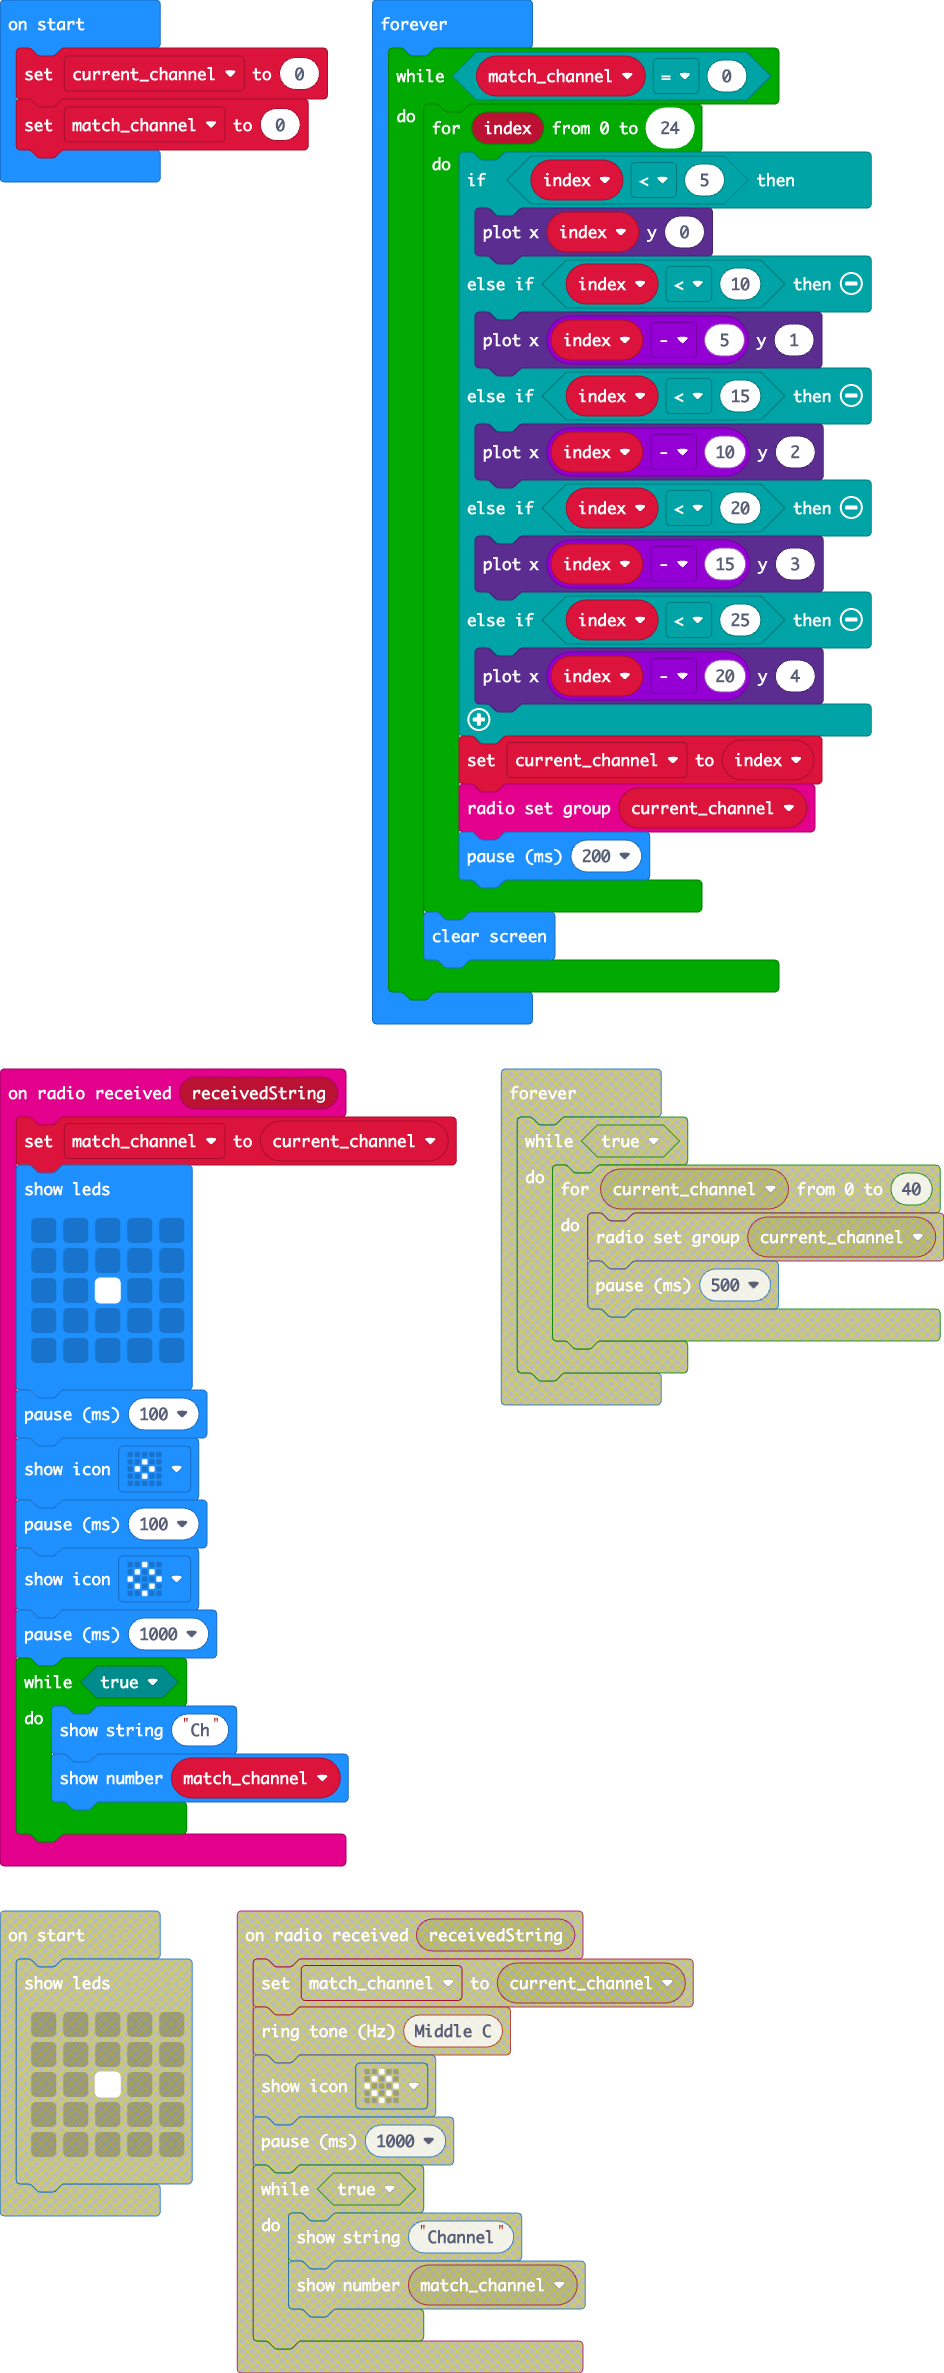 on start
set current_channel to 0
set match_channel to 0
forever
while match_channel = 0
do
for index from 0 to 24
do
if index < 5 then
plot x index y 0
else if index < 10 then
plot x index - 5 y 1
else if index < 15 then
plot x index - 10 y 2
else if index < 20 then
plot x index - 15 y 3
else if index < 25 then
plot x index - 20 y 4
set current_channel to index
radio set group current_channel
pause (ms) 200
clear screen
on radio received receivedString
set match_channel to current_channel
show leds
pause (ms) 100
show icon
pause (ms) 100
show icon
pause (ms) 1000
while true
do
show string "Ch"
show number match_channel
forever
while true
do
for current_channel from 0 to 40
do
radio set group current_channel
pause (ms) 500
on start
show leds
on radio received receivedString
set match_channel to current_channel
ring tone (Hz) Middle C
show icon
pause (ms) 1000
while true
do
show string "Channel"
show number match_channel